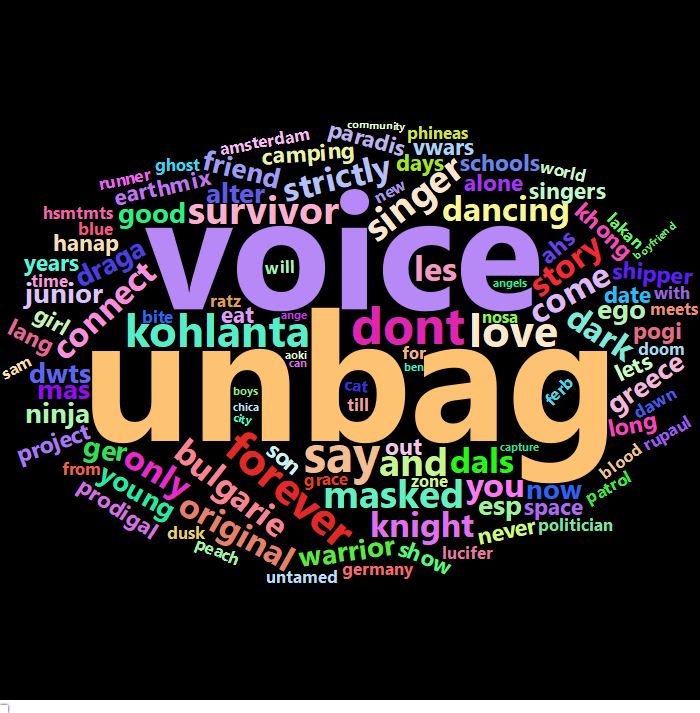 community
phineas
amsterdam
paradis
vwars
camping
ghost
friend
days
schools
world
runner
earthmix
alter
strictly
new
singer
alone
singers
hsmtmts
good
survivor
dancing
khong
lakan
boyfriend
blue
hanap
voice
ahs
years
draga
will
les
story
shipper
time
connect
angels
come
date
with
junior
ratz
ego
meets
girl
bite
eat
ange
nosa
lang
kohlanta
dont
love
dark
pogi
doom
sam
aoki
can
for
ben
lets
dwts
unbag
greece
mas
boys
cat
ferb
dawn
ninja
chica
till
city
long
rupaul
project
ger
only
son
say
out
and
dals
capture
from
bulgarie
forever
grace
zone
blood
patrol
young
masked
you
now
prodigal
original
esp
space
knight
never
politician
dusk
peach
warrior
show
lucifer
untamed
germany